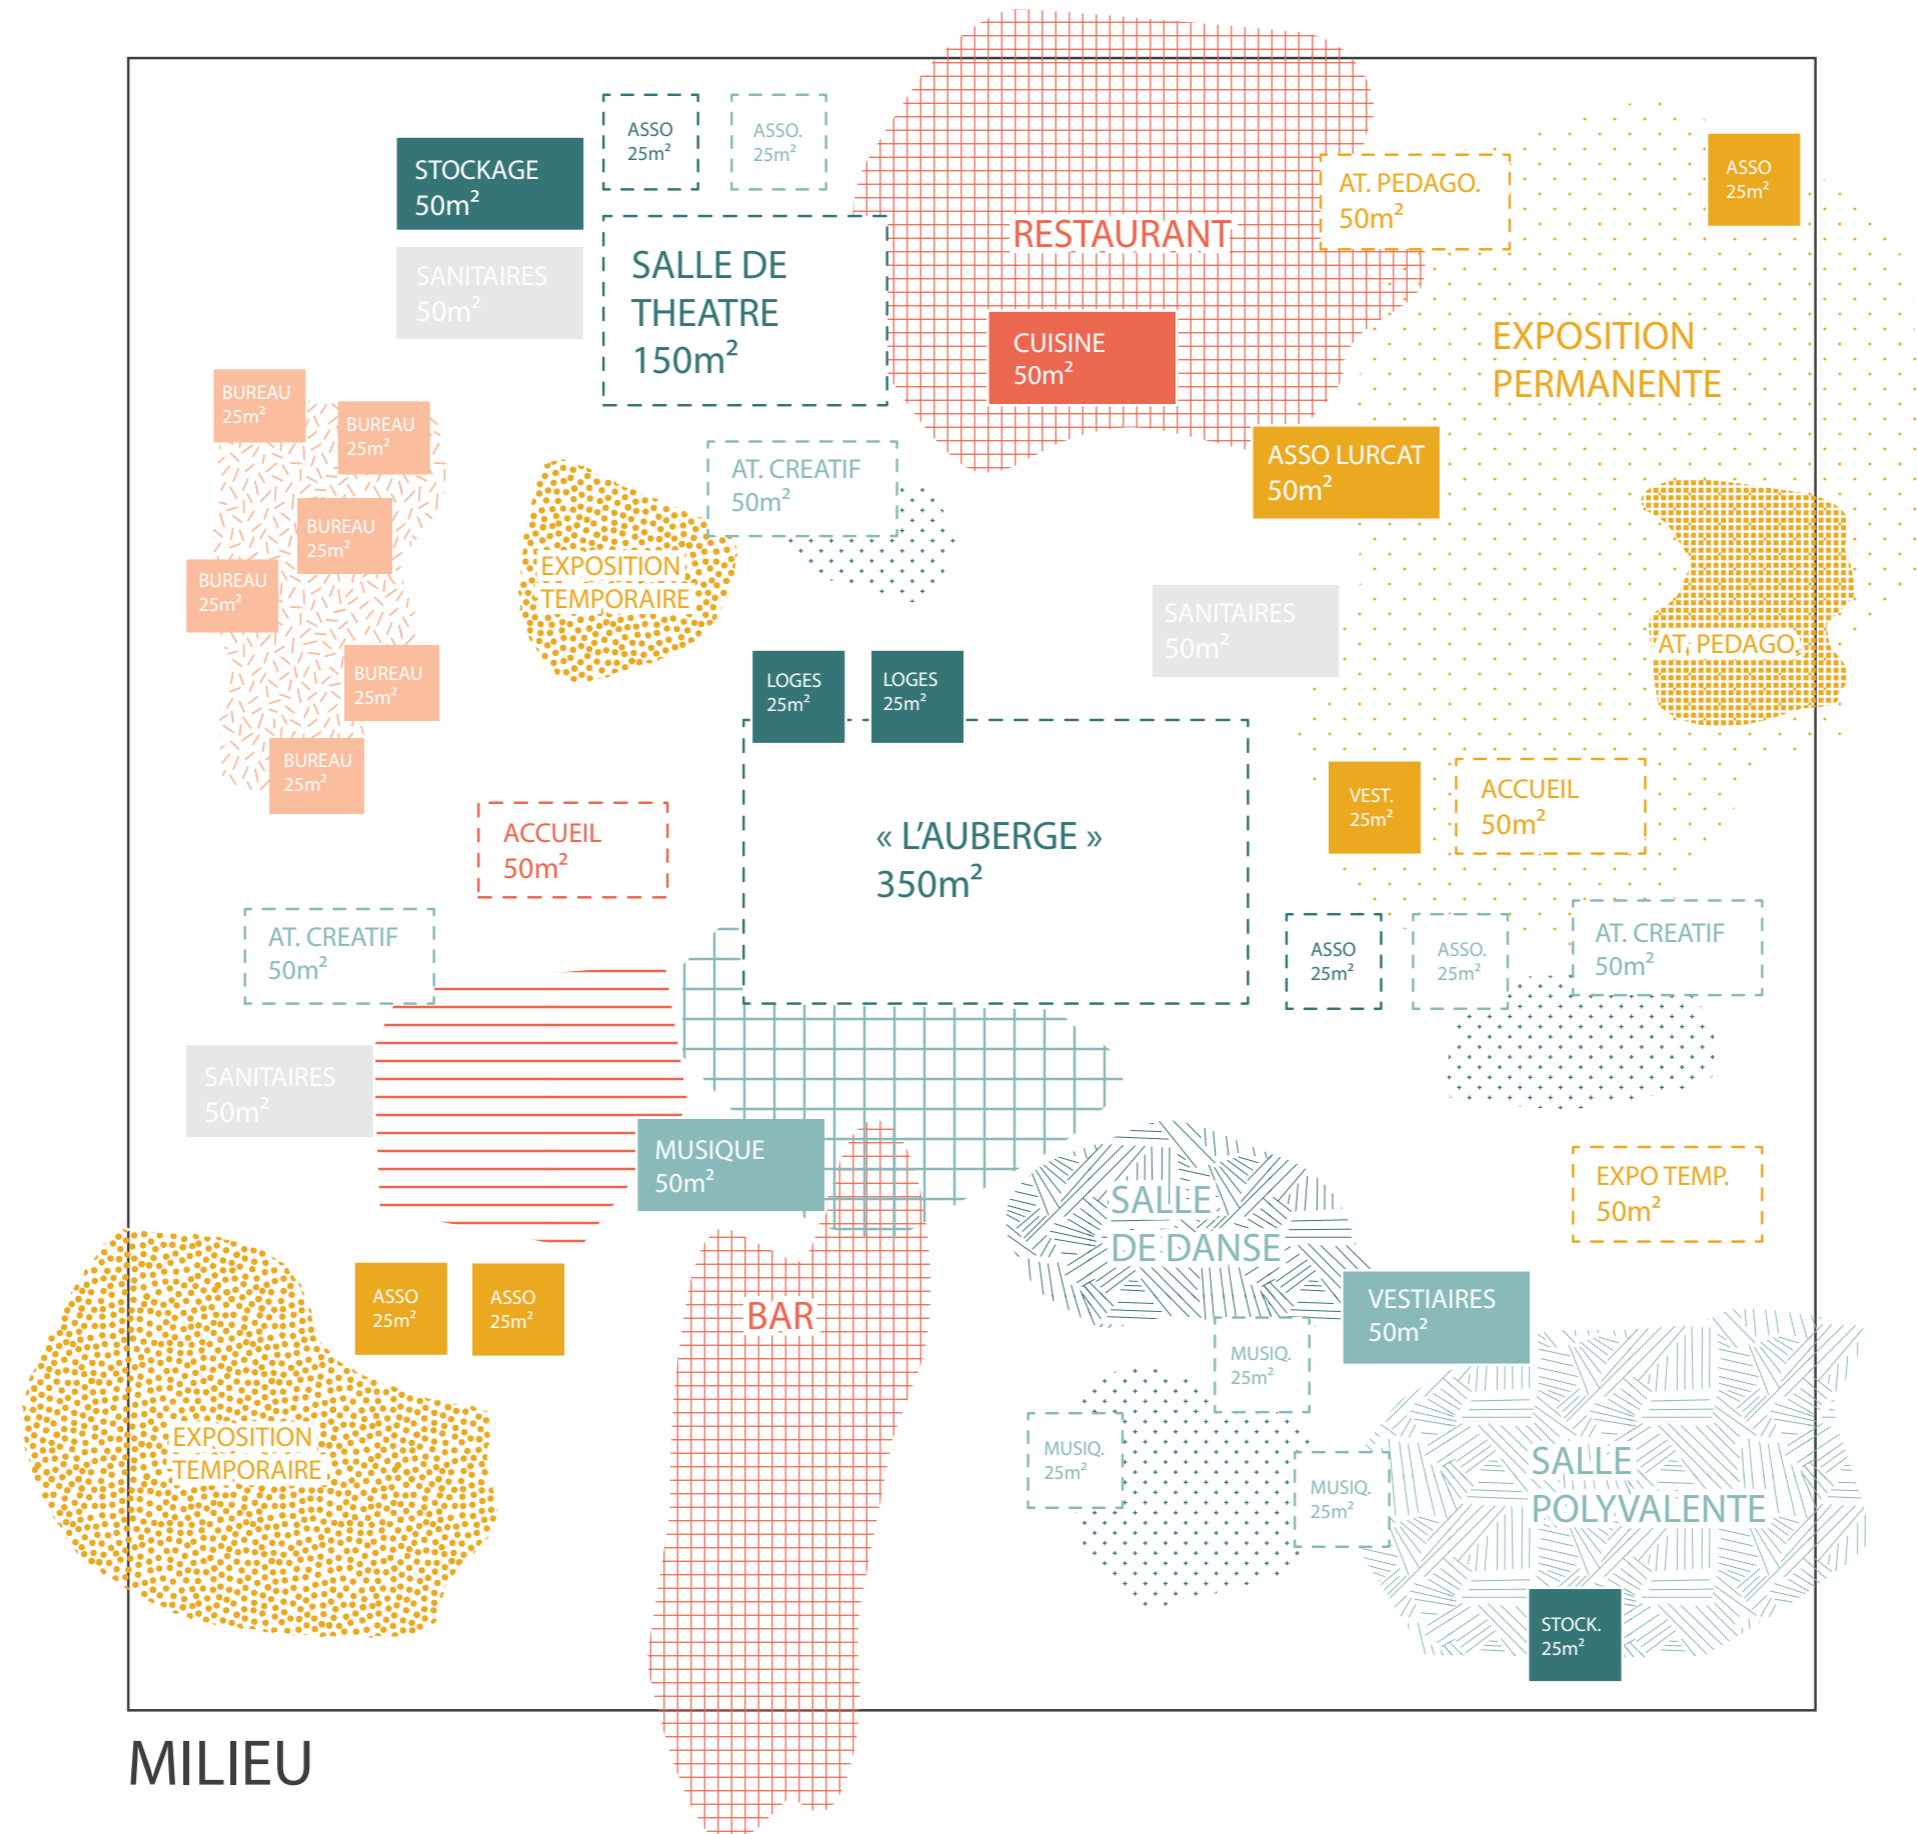 ASSO
25m²
ASSO.
25m²
STOCKAGE
50m²
AT. PEDAGO.
50m²
ASSO
25m²
SANITAIRES
50m²
SALLE DE
THEATRE
150m²
RESTAURANT
CUISINE
50m²
EXPOSITION
PERMANENTE
BUREAU
25m²
BUREAU
25m²
AT. CREATIF
50m²
ASSO LURCAT
50m²
BUREAU
25m²
EXPOSITION
TEMPORAIRE
BUREAU
25m²
SANITAIRES
50m²
AT. PEDAGO.
BUREAU
25m²
LOGES
25m²
LOGES
25m²
BUREAU
25m²
ACCUEIL
50m²
« L’AUBERGE »
350m²
VEST.
25m²
ACCUEIL
50m²
AT. CREATIF
50m²
ASSO
25m²
ASSO.
25m²
AT. CREATIF
50m²
SANITAIRES
50m²
MUSIQUE
50m²
SALLE
DE DANSE
EXPO TEMP.
50m²
ASSO
25m²
ASSO
25m²
BAR
VESTIAIRES
50m²
MUSIQ.
25m²
EXPOSITION
TEMPORAIRE
MUSIQ.
25m²
MUSIQ.
25m²
SALLE
POLYVALENTE
STOCK.
25m²
MILIEU